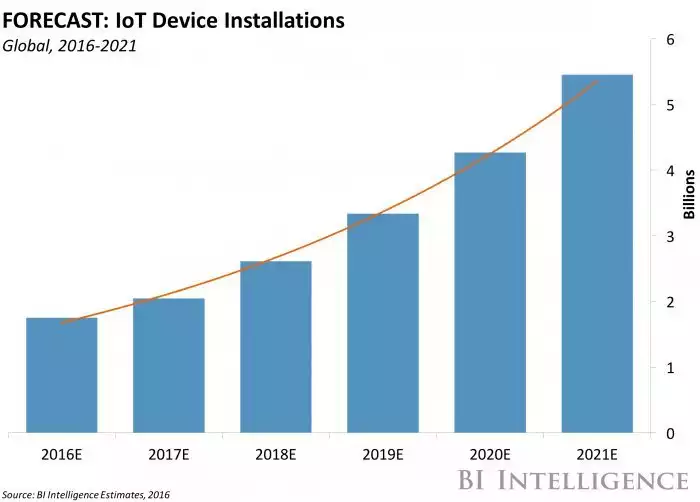 FORECAST: IoT Device Installations
Global, 2016-2021
6
5
4
3
2
1
0
Billions
2016E 2017E 2018E 2019E 2020E 2021E
Source: BI Intelligence Estimates, 2016
BI INTELLIGENCE